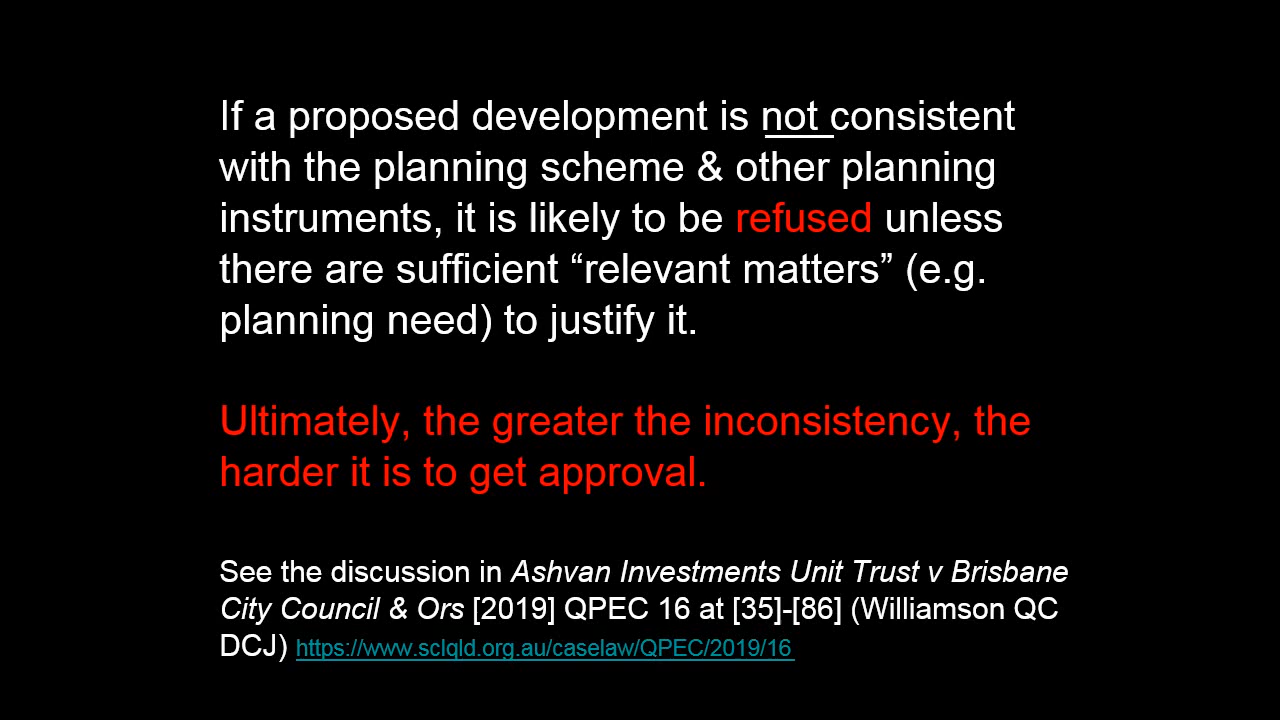 If a proposed development is not consistent
with the planning scheme & other planning
instruments, it is likely to be refused unless
there are sufficient “relevant matters” (e.g.
planning need) to justify it.
Ultimately, the greater the inconsistency, the
harder it is to get approval.
See the discussion in Ashvan Investments Unit Trust v Brisbane
City Council & Ors [2019] QPEC 16 at [35]-[86] (Williamson QC
DCJ) https://www.sclqld.org.au/caselaw/QPEC/2019/16